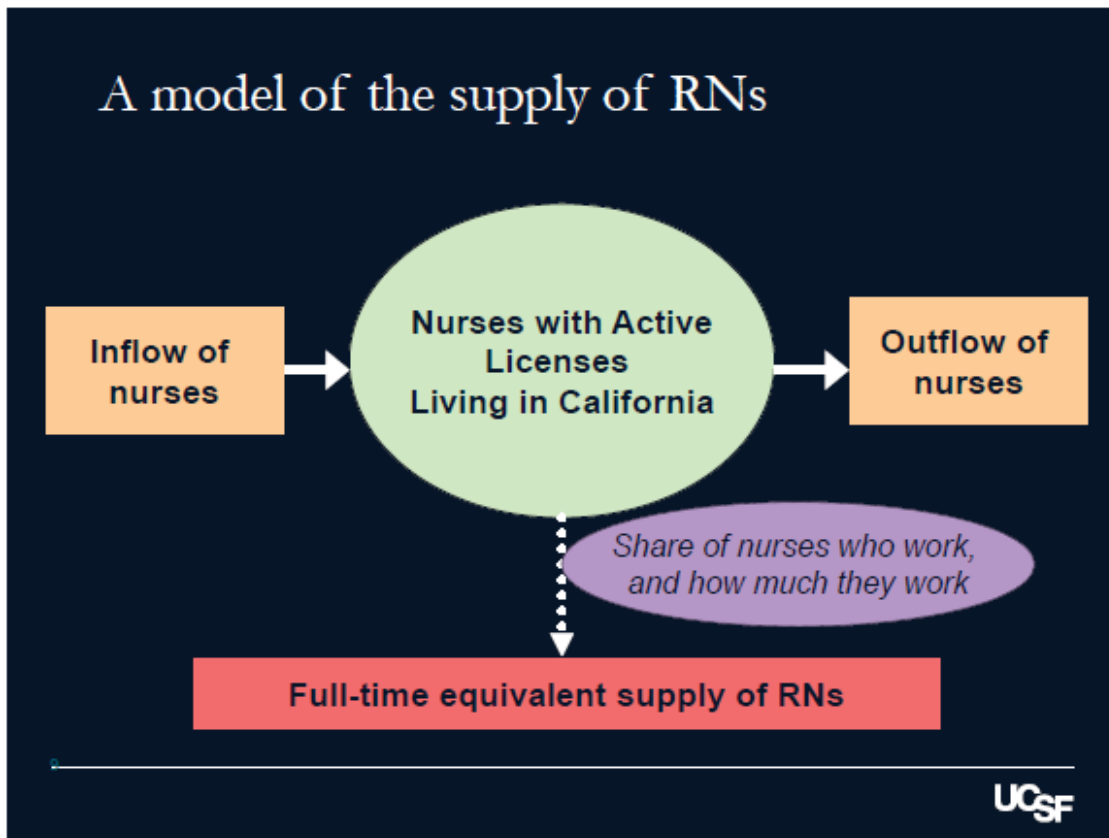 A model of the supply of RNs
Inflow of
nurses
Nurses with Active
Licenses
Living in California
Outflow of
nurses
Share of nurses who work,
and how much they work
Full-time equivalent supply of RNs
UCSF